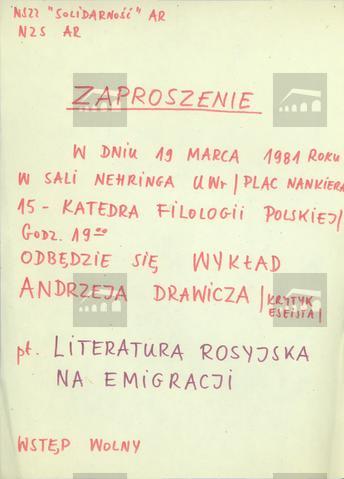 NSZZ "SOLIDARNOŚĆ" AR
NZS AR
ZAPROSZENIE
W DNIU 19 MARCA 1981 ROKU
W SALI NEHRINGA UWr / PLAC NANKIERA
15 - KATEDRA FILOLOGII POLSKIEJ /
GODZ. 19⁰⁰
ODBĘDZIE SIĘ WYKŁAD
ANDRZEJA DRAWICZA / KRYTYK
ESEISTA /
pt. LITERATURA ROSYJSKA
NA EMIGRACJI
WSTĘP WOLNY